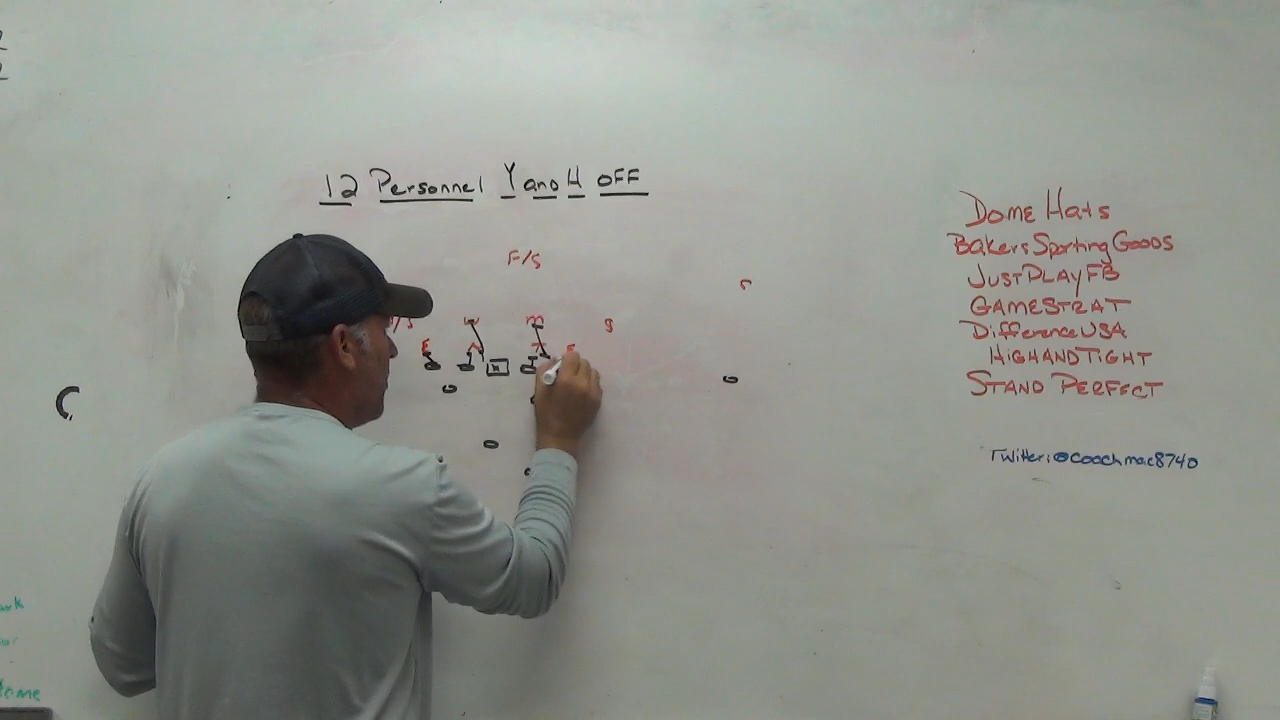 12 Personnel Y and H OFF
F/S
W
M
S
E
Dome Hats
Bakers Sporting Goods
JUST PLAY FB
GAMESTRAT
Difference USA
HIGH AND TIGHT
STAND PERFECT
Twitter:@coachmac8740
ome